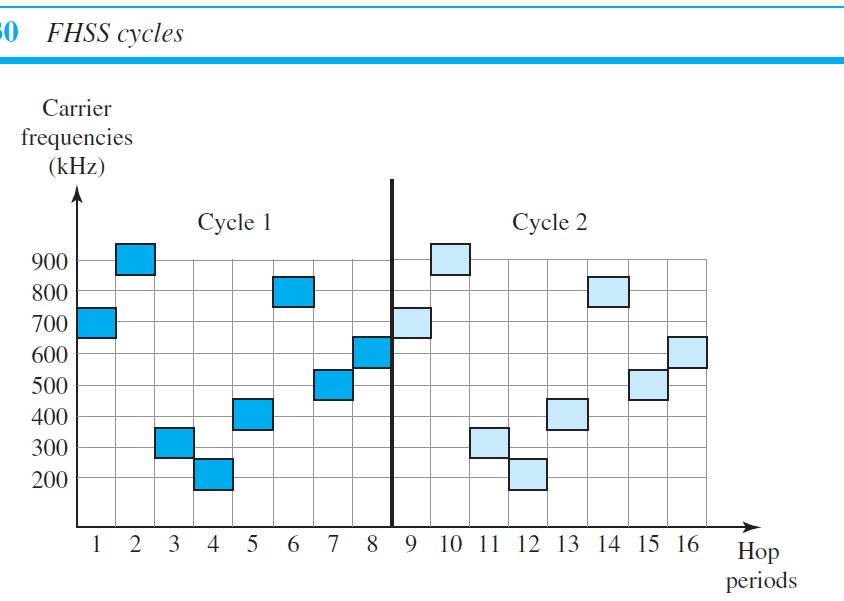 30 FHSS cycles
Carrier
frequencies
(kHz)
Cycle 1
Cycle 2
900
800
700
600
500
400
300
200
1 2 3 4 5 6 7 8 9 10 11 12 13 14 15 16
Hop
periods